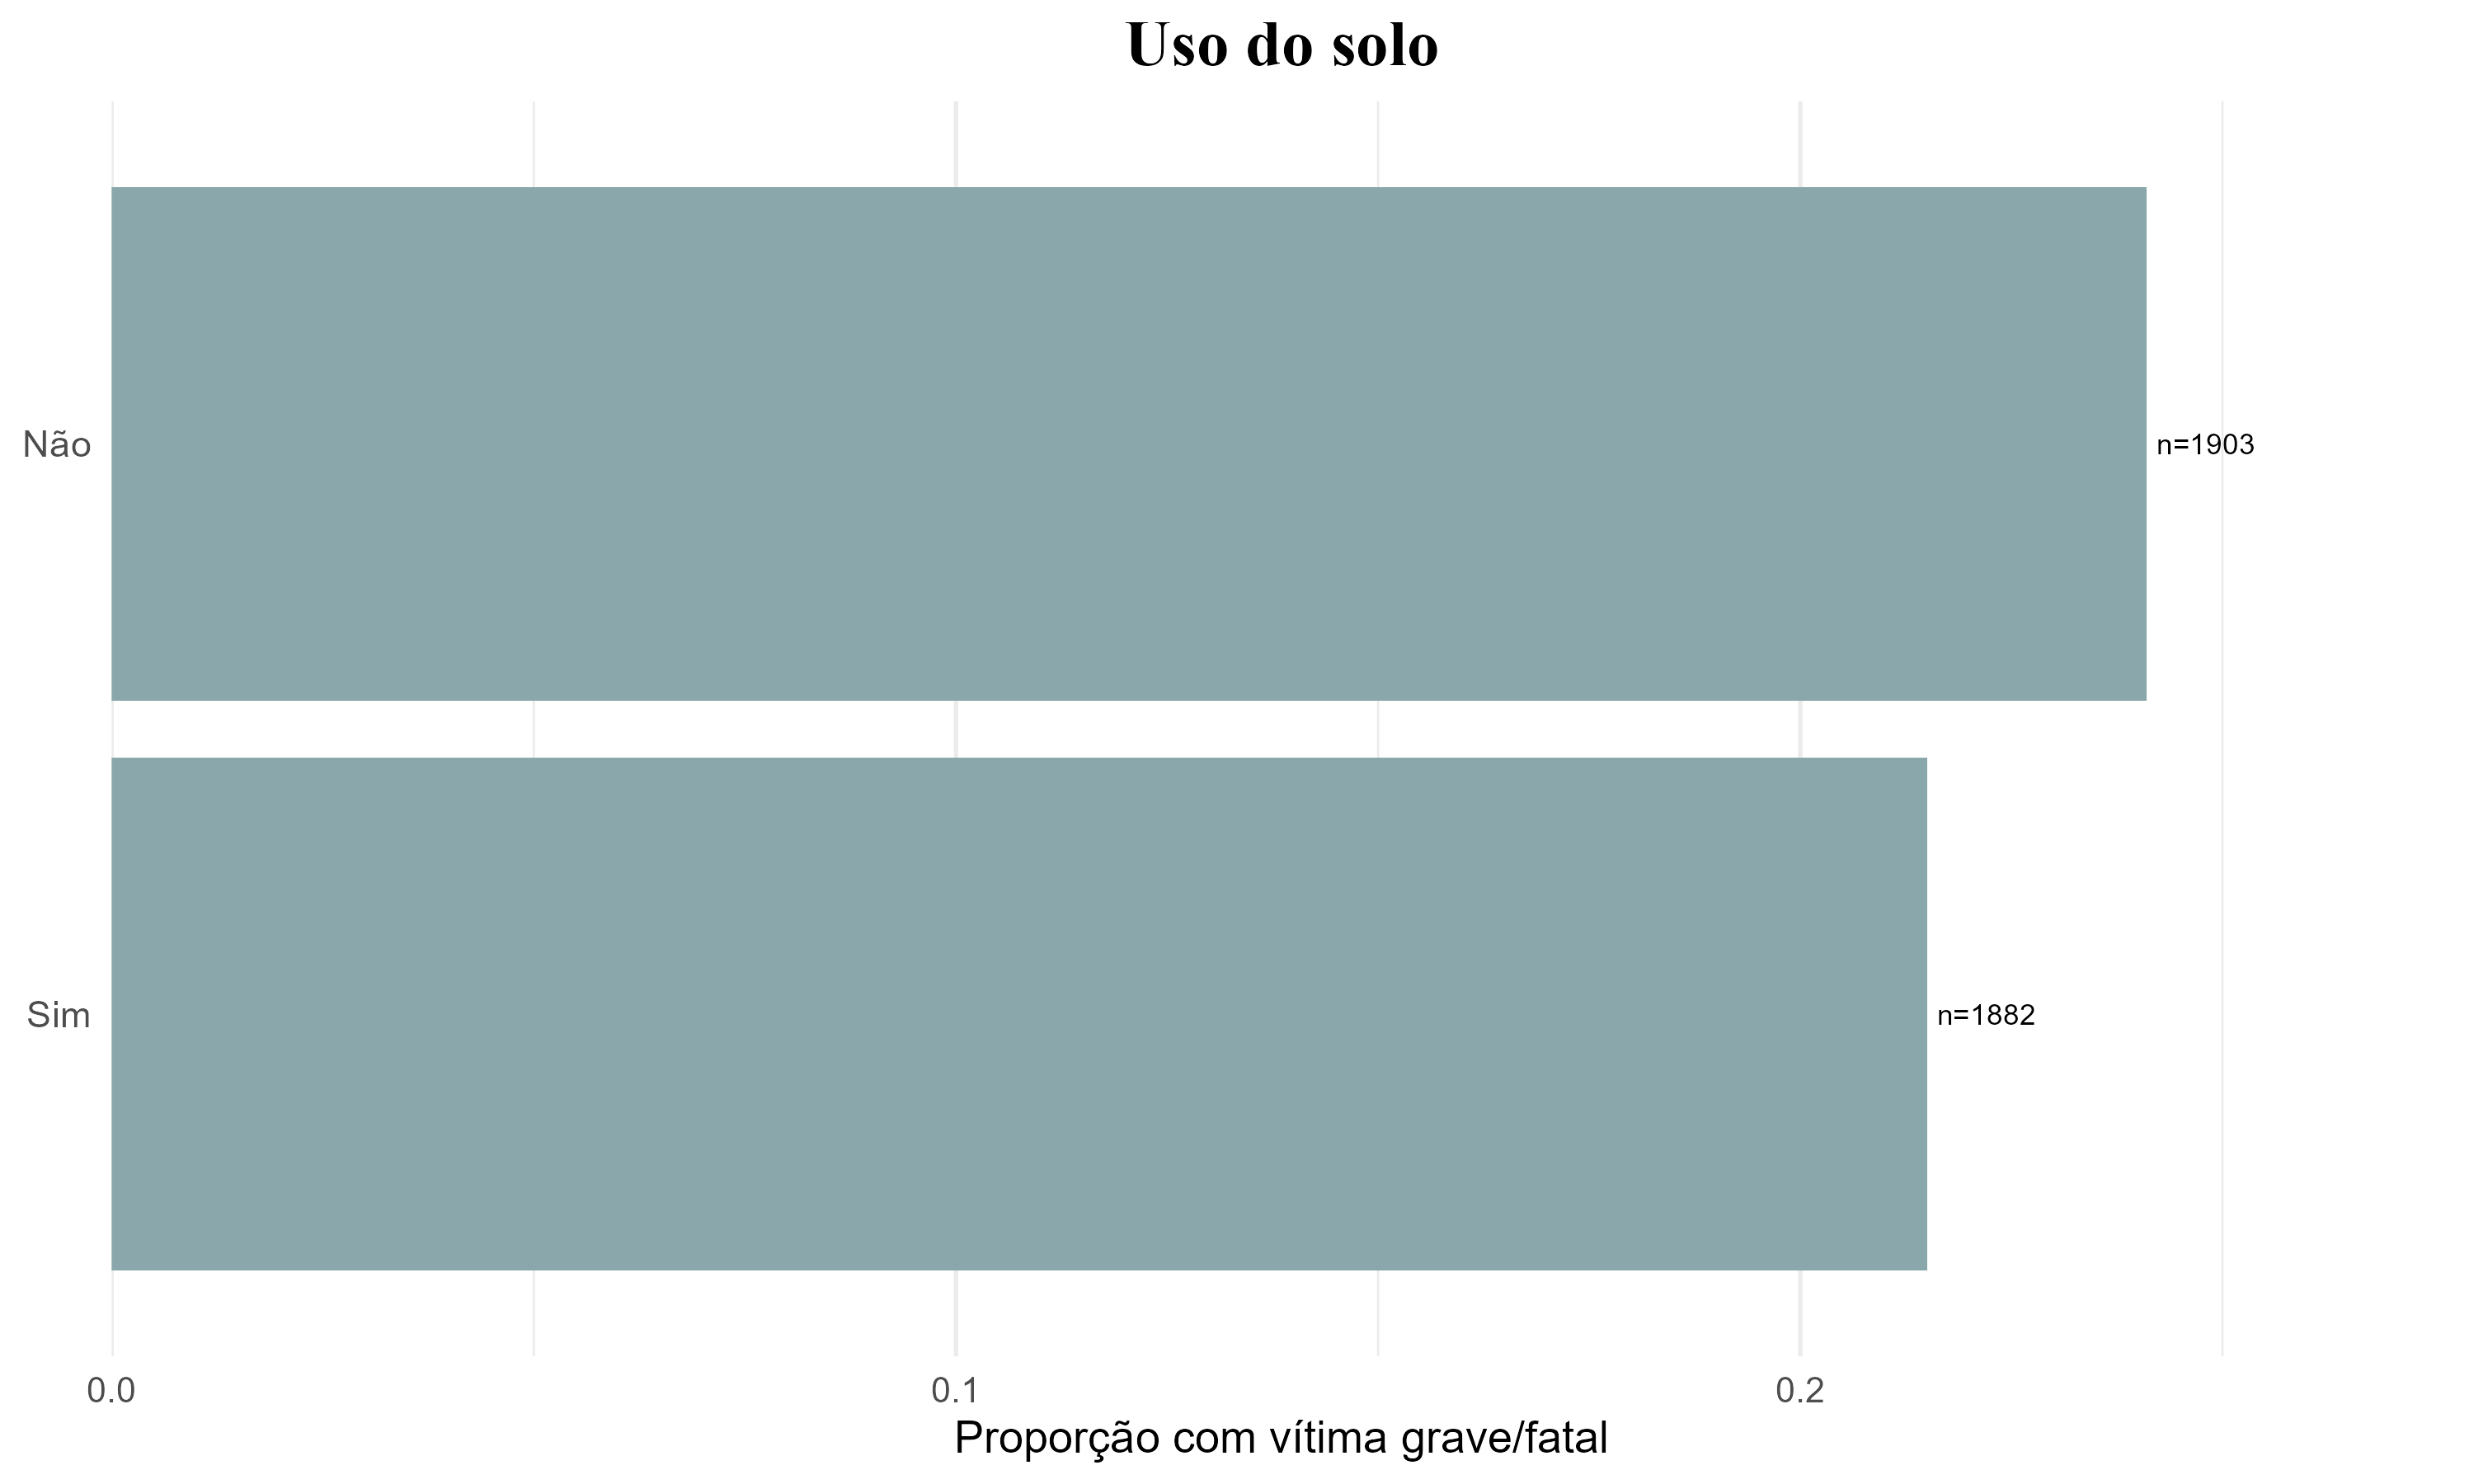 Uso do solo
Não
n=1903
Sim
n=1882
0.0
0.1
0.2
Proporção com vítima grave/fatal